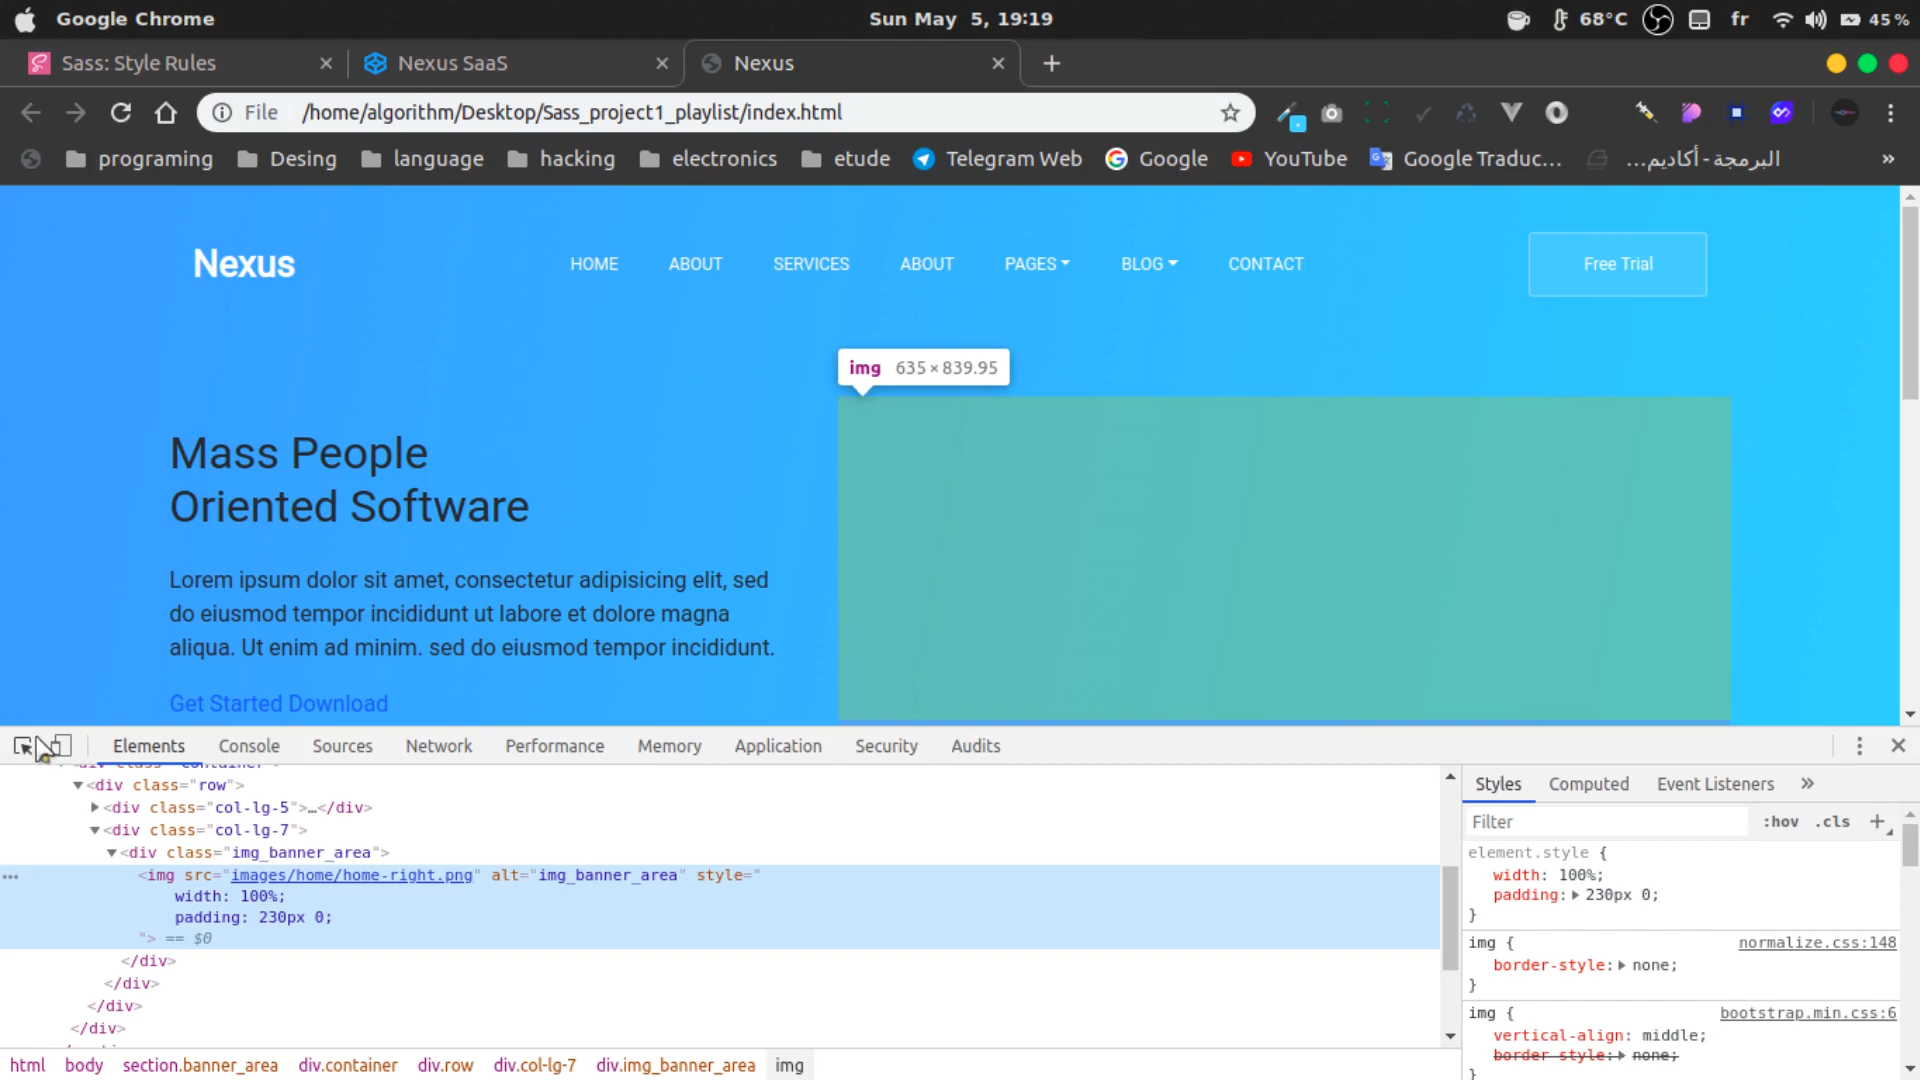 Google Chrome
Sun May 5, 19:19
68°C
fr
45 %
Sass: Style Rules
Nexus SaaS
Nexus
File /home/algorithm/Desktop/Sass_project1_playlist/index.html
programing
Desing
language
hacking
electronics
etude
Telegram Web
Google
YouTube
Google Traduc...
البرمجة - أكاديم...
»
Nexus
HOME
ABOUT
SERVICES
ABOUT
PAGES
BLOG
CONTACT
Free Trial
img 635 × 839.95
Mass People
Oriented Software
Lorem ipsum dolor sit amet, consectetur adipisicing elit, sed
do eiusmod tempor incididunt ut labore et dolore magna
aliqua. Ut enim ad minim. sed do eiusmod tempor incididunt.
Get Started Download
Elements
Console
Sources
Network
Performance
Memory
Application
Security
Audits
<div class="row">
<div class="col-lg-5">…</div>
<div class="col-lg-7">
<div class="img_banner_area">
<img src="images/home/home-right.png" alt="img_banner_area" style="
width: 100%;
padding: 230px 0;
"> == $0
</div>
</div>
</div>
</div>
html body section.banner_area div.container div.row div.col-lg-7 div.img_banner_area img
Styles
Computed
Event Listeners
»
Filter
:hov .cls +
element.style {
width: 100%;
padding: 230px 0;
}
img { normalize.css:148
border-style: none;
}
img { bootstrap.min.css:6
vertical-align: middle;
border-style: none;
}